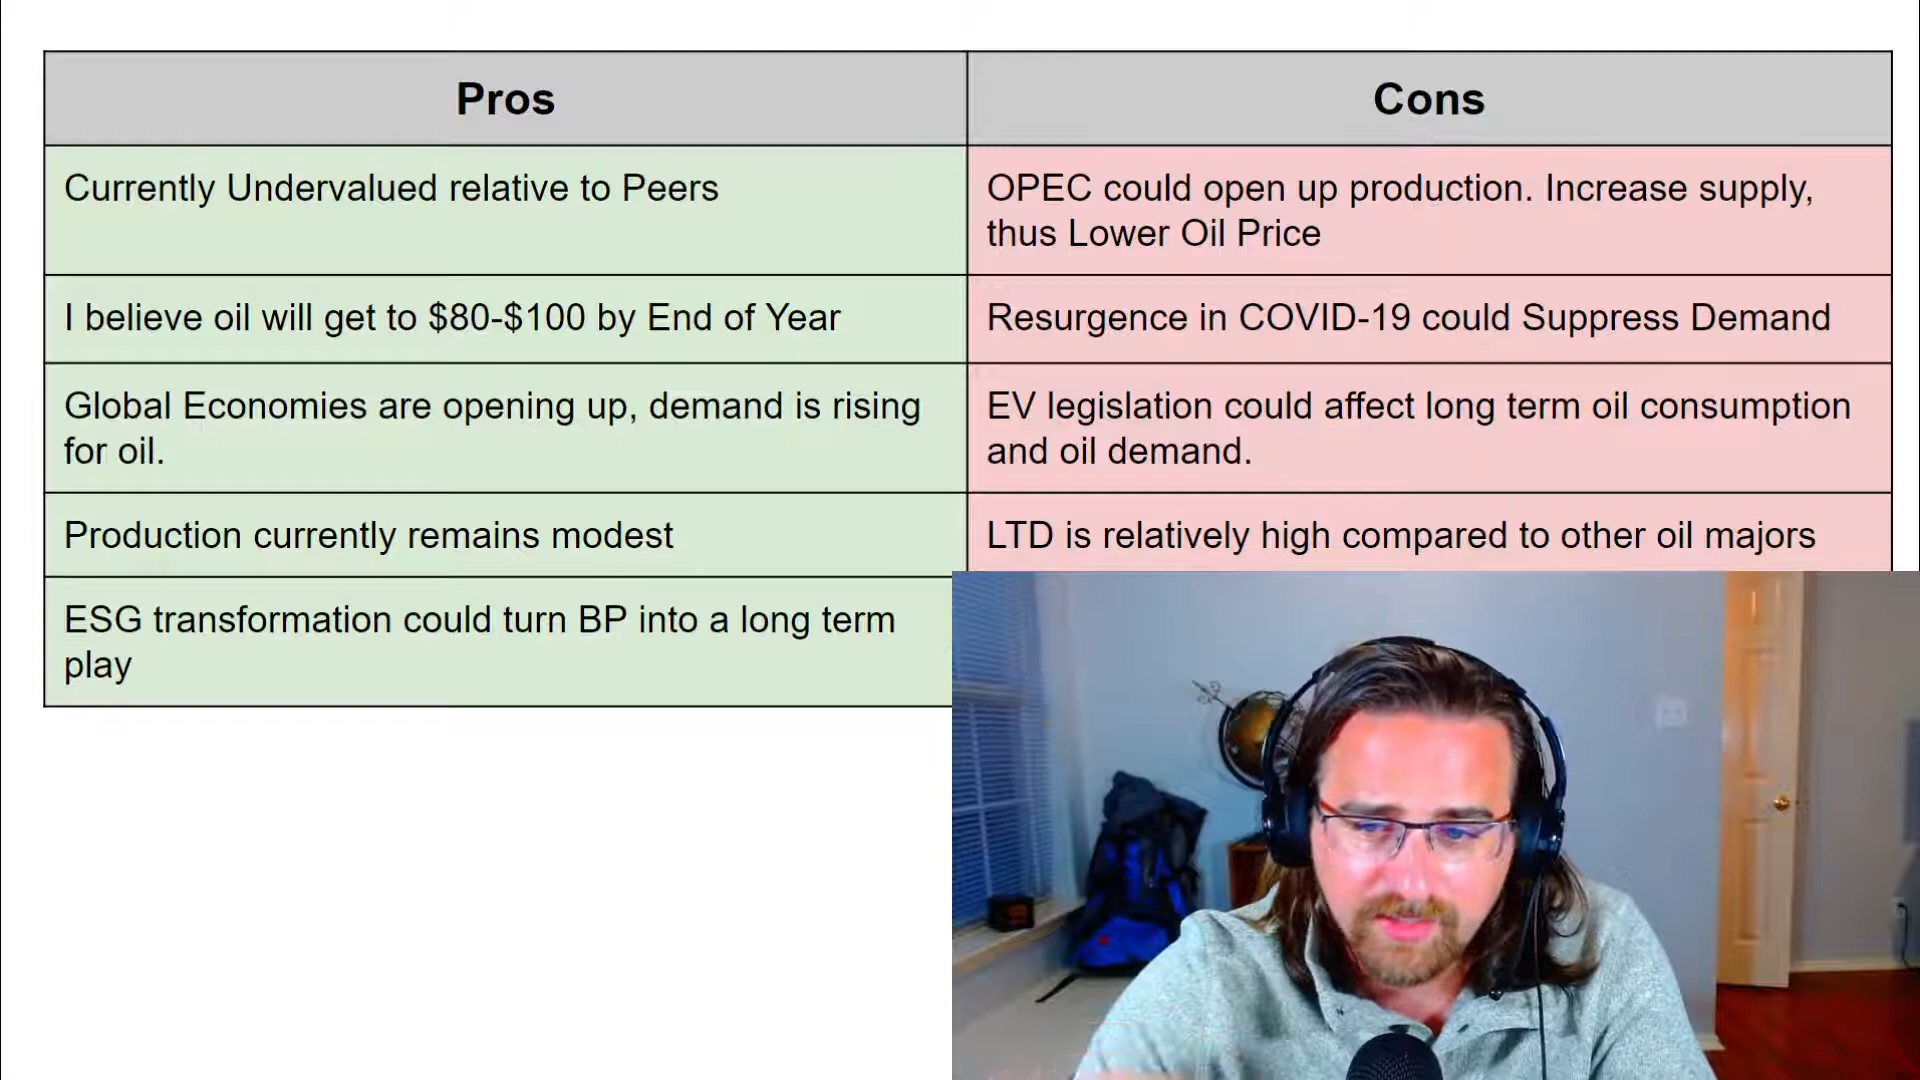 Pros
Cons
Currently Undervalued relative to Peers
OPEC could open up production. Increase supply,
thus Lower Oil Price
I believe oil will get to $80-$100 by End of Year
Resurgence in COVID-19 could Suppress Demand
Global Economies are opening up, demand is rising
for oil.
EV legislation could affect long term oil consumption
and oil demand.
Production currently remains modest
LTD is relatively high compared to other oil majors
ESG transformation could turn BP into a long term
play